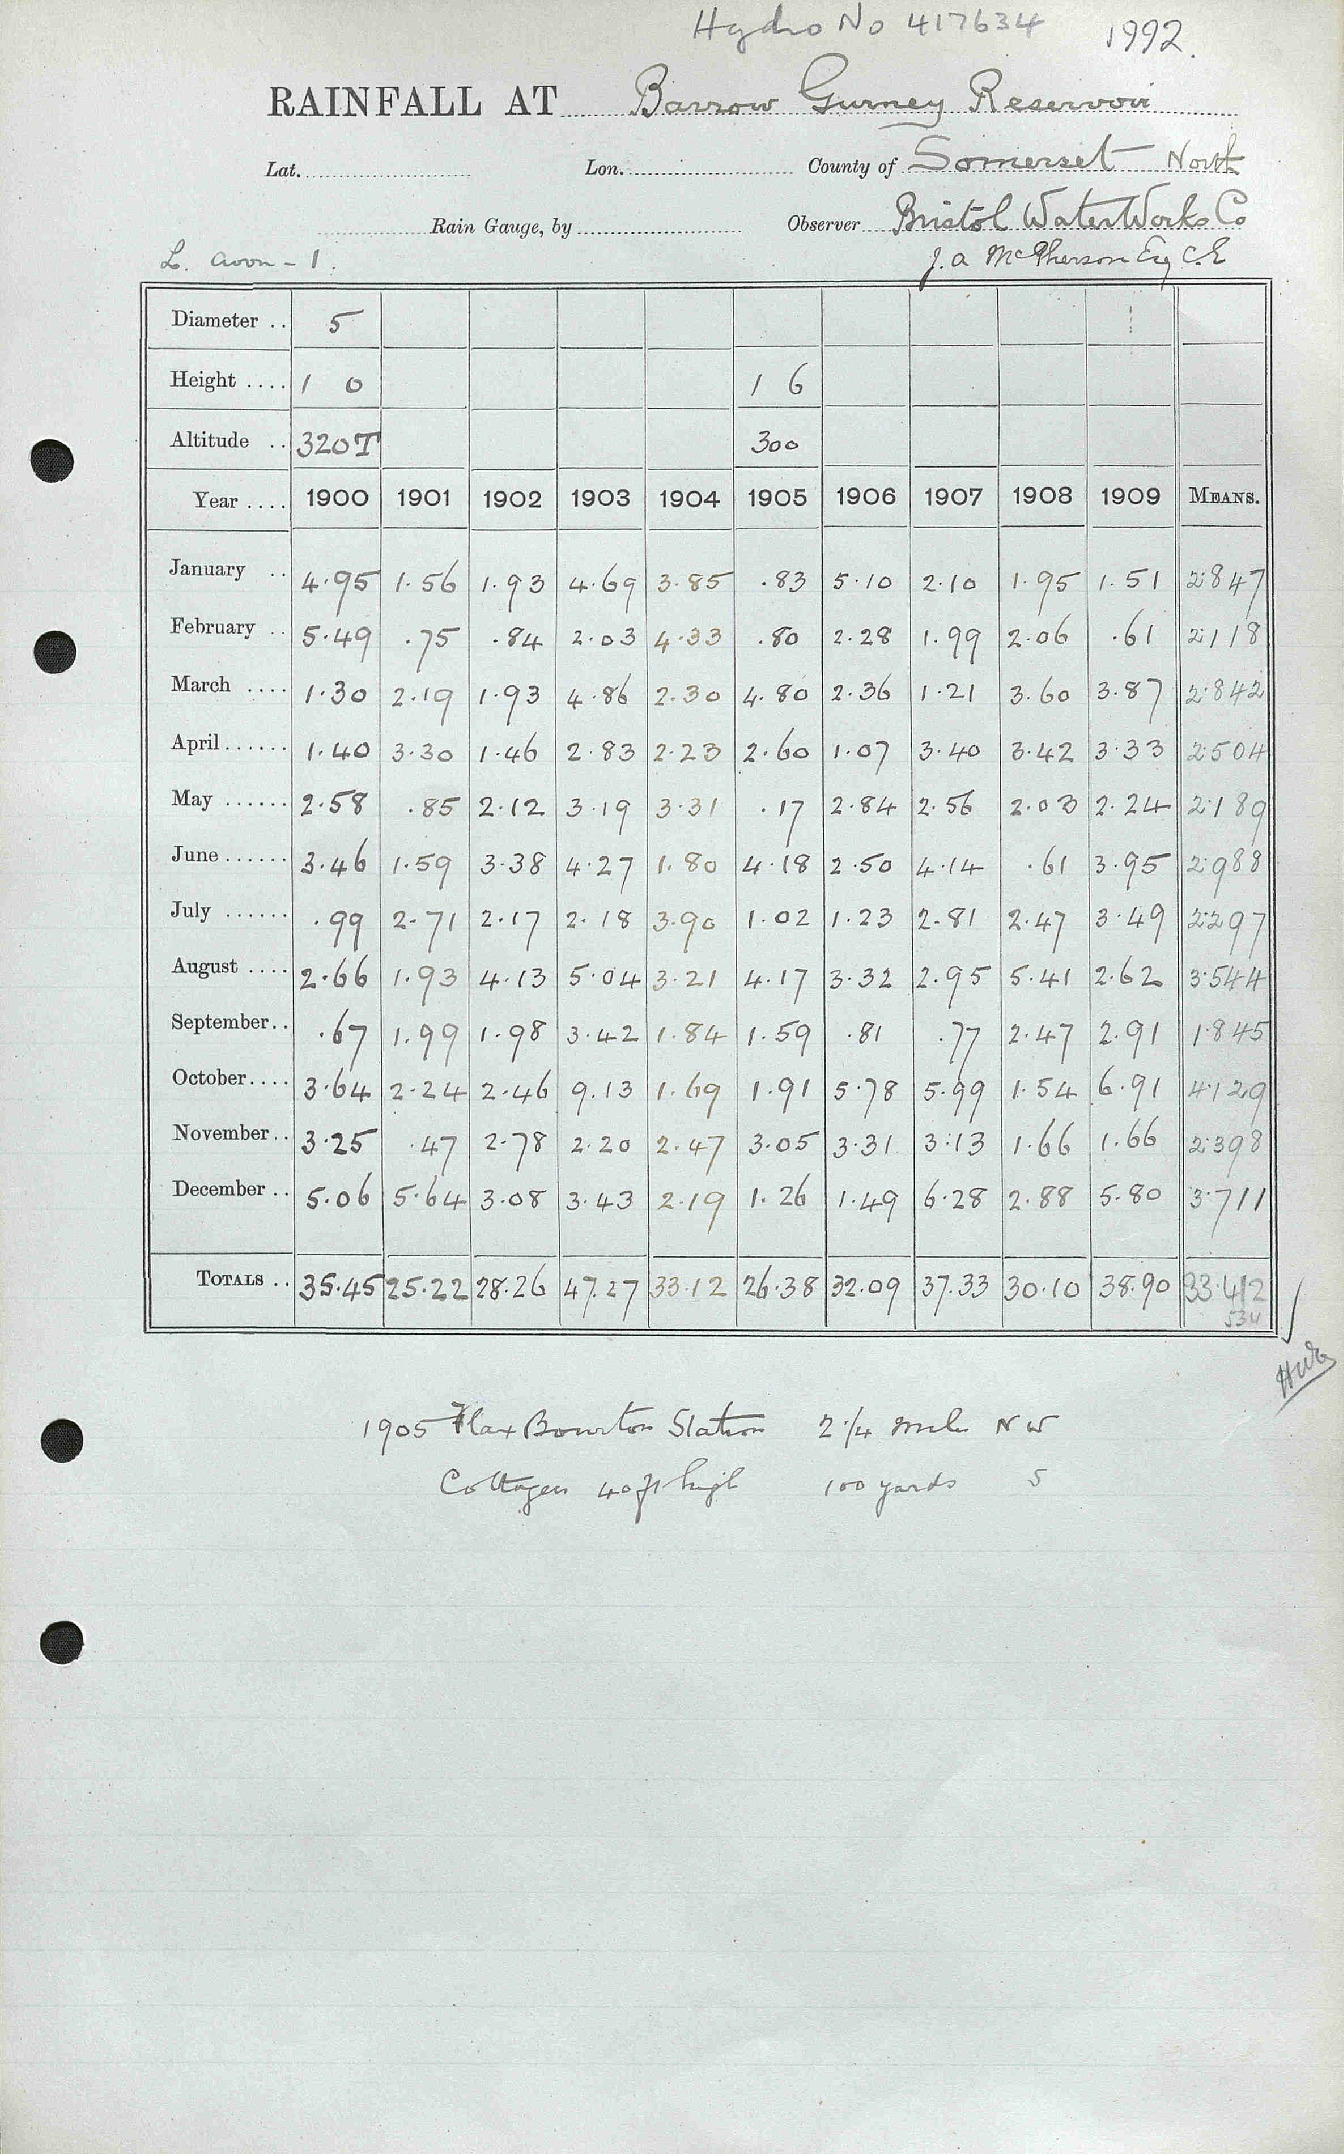 Hydro No 417634 1992.
RAINFALL AT Barrow Gurney Reservoir
Lat. Lon. County of Somerset North
Rain Gauge, by Observer Bristol WaterWorks Co
L. Avon - 1. J. A McPherson Esq C.E
Diameter .. 5
Height .... 1 0 1 6
Altitude .. 320T 300
Year .... 1900 1901 1902 1903 1904 1905 1906 1907 1908 1909 MEANS.
January .. 4.95 1.56 1.93 4.69 3.85 .83 5.10 2.10 1.95 1.51 2.847
February .. 5.49 .75 .84 2.03 4.33 .80 2.28 1.99 2.06 .61 2.118
March .... 1.30 2.19 1.93 4.86 2.30 4.80 2.36 1.21 3.60 3.87 2.842
April...... 1.40 3.30 1.46 2.83 2.23 2.60 1.07 3.40 3.42 3.33 2.504
May ...... 2.58 .85 2.12 3.19 3.31 .17 2.84 2.56 2.03 2.24 2.189
June...... 3.46 1.59 3.38 4.27 1.80 4.18 2.50 4.14 .61 3.95 2.988
July ...... .99 2.71 2.17 2.18 3.90 1.02 1.23 2.81 2.47 3.49 2.297
August .... 2.66 1.93 4.13 5.04 3.21 4.17 3.32 2.95 5.41 2.62 3.544
September.. .67 1.99 1.98 3.42 1.84 1.59 .81 .77 2.47 2.91 1.845
October.... 3.64 2.24 2.46 9.13 1.69 1.91 5.78 5.99 1.54 6.91 4.129
November.. 3.25 .47 2.78 2.20 2.47 3.05 3.31 3.13 1.66 1.66 2.398
December .. 5.06 5.64 3.08 3.43 2.19 1.26 1.49 6.28 2.88 5.80 3.711
TOTALS .. 35.45 25.22 28.26 47.27 33.12 26.38 32.09 37.33 30.10 38.90 33.412
534
1905 Flax Bourton Station 2 1/4 mile NW
Cottages 40ft high 100 yards S